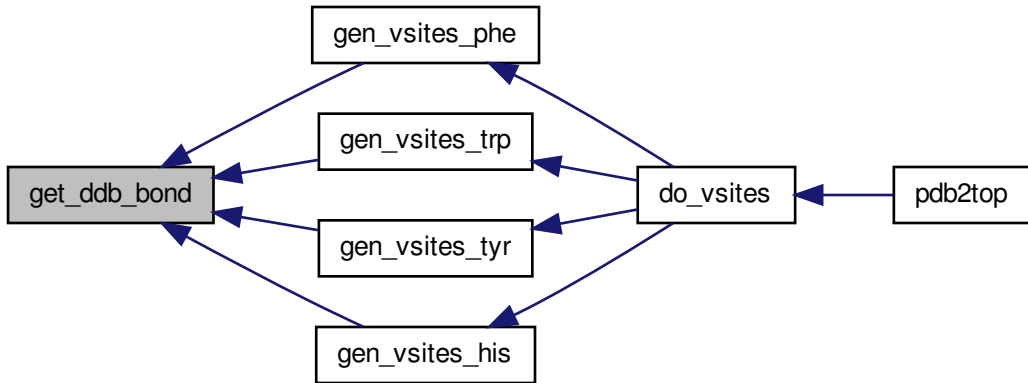 gen_vsites_phe
gen_vsites_trp
get_ddb_bond
do_vsites
pdb2top
gen_vsites_tyr
gen_vsites_his